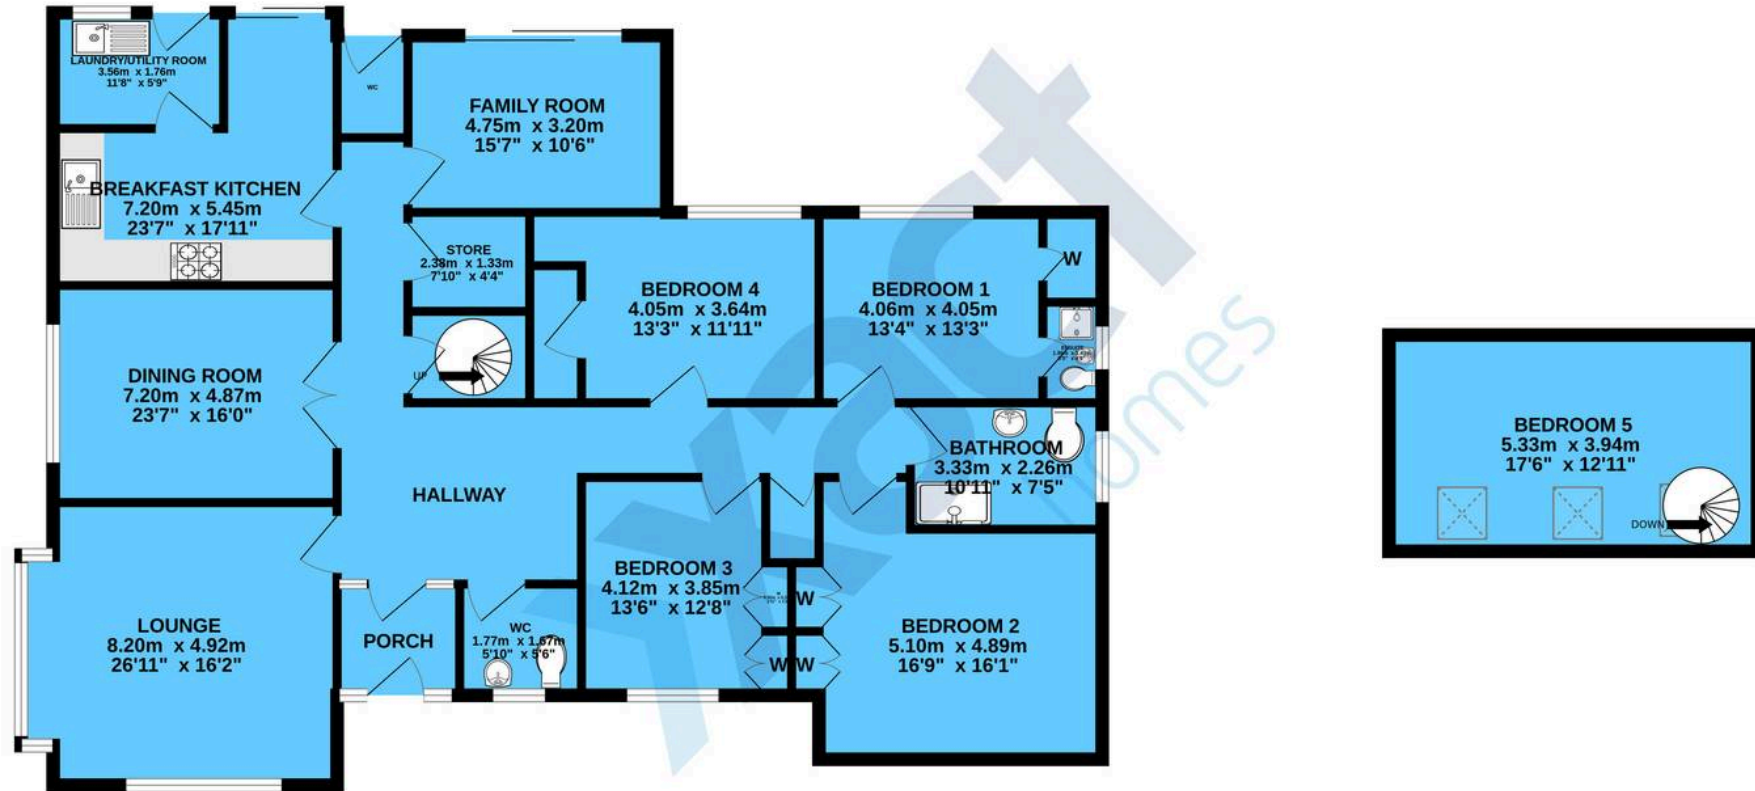 LAUNDRY/UTILITY ROOM
3.56m x 1.76m
11'8" x 5'9"
WC
FAMILY ROOM
4.75m x 3.20m
15'7" x 10'6"
BREAKFAST KITCHEN
7.20m x 5.45m
23'7" x 17'11"
STORE
2.38m x 1.33m
7'10" x 4'4"
BEDROOM 4
4.05m x 3.64m
13'3" x 11'11"
BEDROOM 1
4.06m x 4.05m
13'4" x 13'3"
W
ENSUITE
UP
DINING ROOM
7.20m x 4.87m
23'7" x 16'0"
BATHROOM
3.33m x 2.26m
10'11" x 7'5"
HALLWAY
BEDROOM 3
4.12m x 3.85m
13'6" x 12'8"
W
W
W
LOUNGE
8.20m x 4.92m
26'11" x 16'2"
PORCH
WC
1.77m x 1.67m
5'10" x 5'6"
BEDROOM 2
5.10m x 4.89m
16'9" x 16'1"
BEDROOM 5
5.33m x 3.94m
17'6" x 12'11"
DOWN
Xact
homes